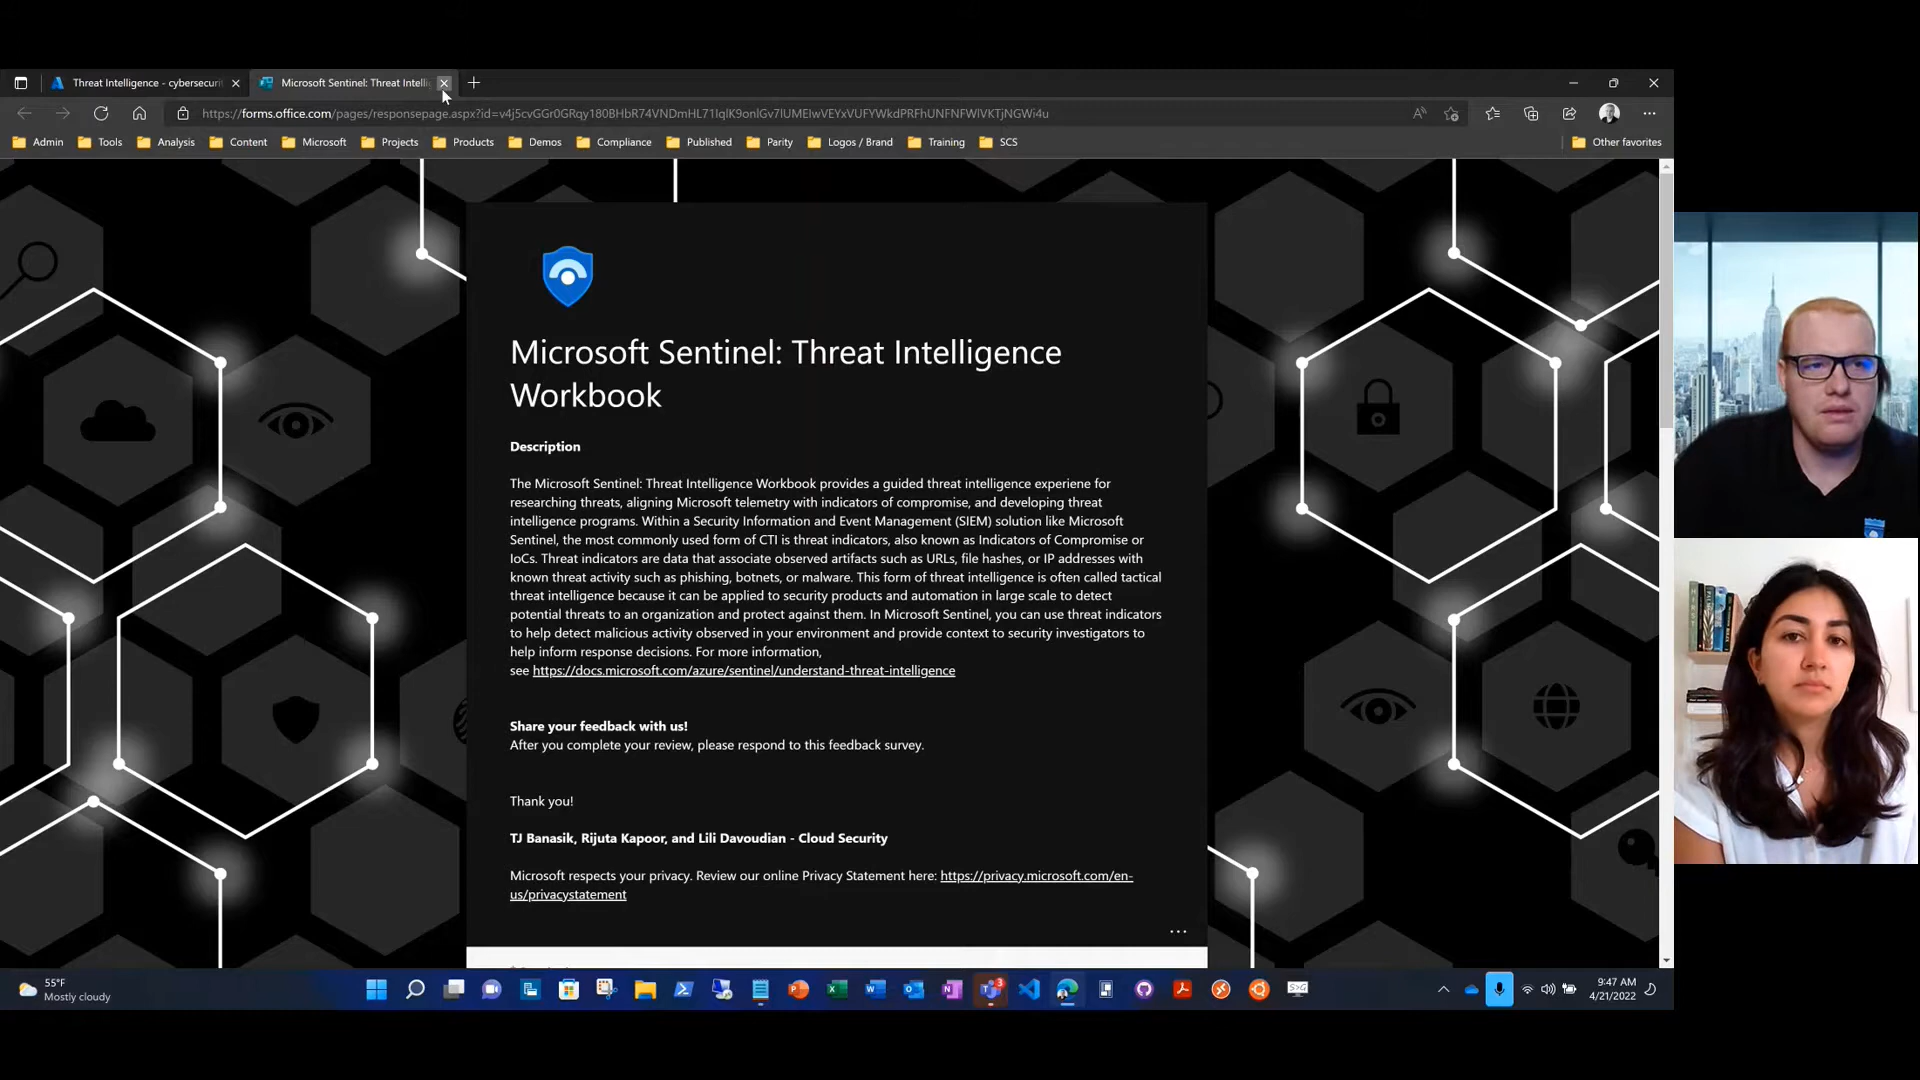 Threat Intelligence - cybersecuri
Microsoft Sentinel: Threat Intelli
https://forms.office.com/pages/responsepage.aspx?id=v4j5cvGGr0GRqy180BHbR74VNDmHL71IqlK9onlGv7lUMElwVEYxVUFYWkdPRFhUNFNFWlVKTjNGWi4u
Admin Tools Analysis Content Microsoft Projects Products Demos Compliance Published Parity Logos / Brand Training SCS Other favorites
Microsoft Sentinel: Threat Intelligence
Workbook
Description
The Microsoft Sentinel: Threat Intelligence Workbook provides a guided threat intelligence experiene for
researching threats, aligning Microsoft telemetry with indicators of compromise, and developing threat
intelligence programs. Within a Security Information and Event Management (SIEM) solution like Microsoft
Sentinel, the most commonly used form of CTI is threat indicators, also known as Indicators of Compromise or
IoCs. Threat indicators are data that associate observed artifacts such as URLs, file hashes, or IP addresses with
known threat activity such as phishing, botnets, or malware. This form of threat intelligence is often called tactical
threat intelligence because it can be applied to security products and automation in large scale to detect
potential threats to an organization and protect against them. In Microsoft Sentinel, you can use threat indicators
to help detect malicious activity observed in your environment and provide context to security investigators to
help inform response decisions. For more information,
see https://docs.microsoft.com/azure/sentinel/understand-threat-intelligence
Share your feedback with us!
After you complete your review, please respond to this feedback survey.
Thank you!
TJ Banasik, Rijuta Kapoor, and Lili Davoudian - Cloud Security
Microsoft respects your privacy. Review our online Privacy Statement here: https://privacy.microsoft.com/en-
us/privacystatement
55°F
Mostly cloudy
3
9:47 AM
4/21/2022